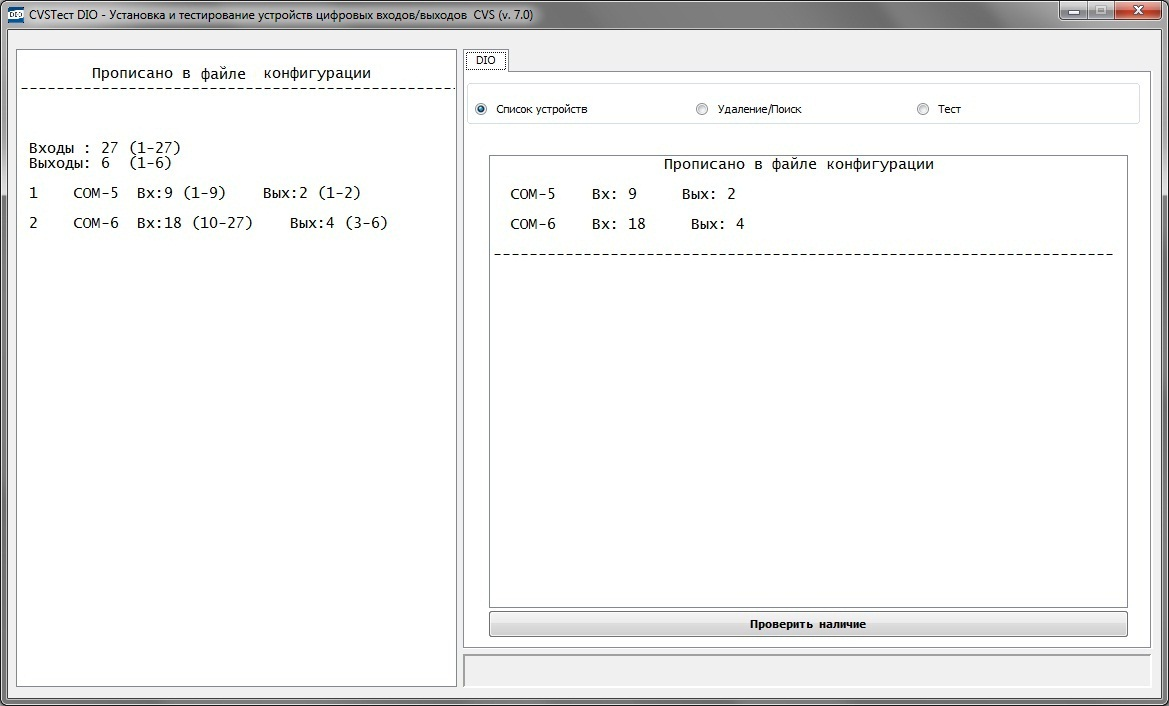 DIO CVSТест DIO - Установка и тестирование устройств цифровых входов/выходов CVS (v. 7.0)
Прописано в файле конфигурации
------------------------------------------------
Входы : 27 (1-27)
Выходы: 6 (1-6)
1 COM-5 Вх:9 (1-9) Вых:2 (1-2)
2 COM-6 Вх:18 (10-27) Вых:4 (3-6)
DIO
Список устройств Удаление/Поиск Тест
Прописано в файле конфигурации
COM-5 Вх: 9 Вых: 2
COM-6 Вх: 18 Вых: 4
---------------------------------------------------------------------
Проверить наличие